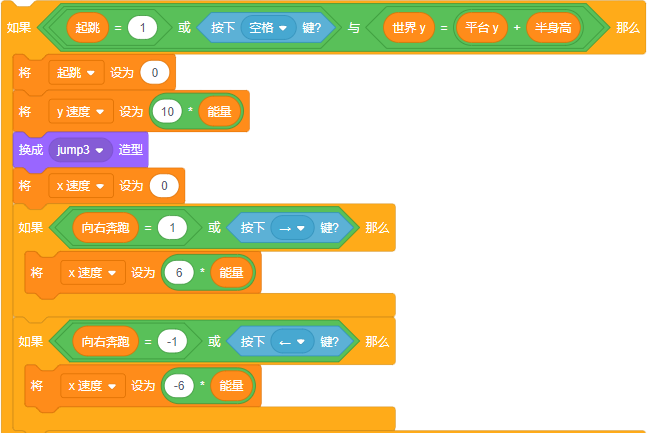 如果 起跳 = 1 或 按下 空格 键? 与 世界 y = 平台 y + 半身高 那么
将 起跳 设为 0
将 y 速度 设为 10 * 能量
换成 jump3 造型
将 x 速度 设为 0
如果 向右奔跑 = 1 或 按下 → 键? 那么
将 x 速度 设为 6 * 能量
如果 向右奔跑 = -1 或 按下 ← 键? 那么
将 x 速度 设为 -6 * 能量